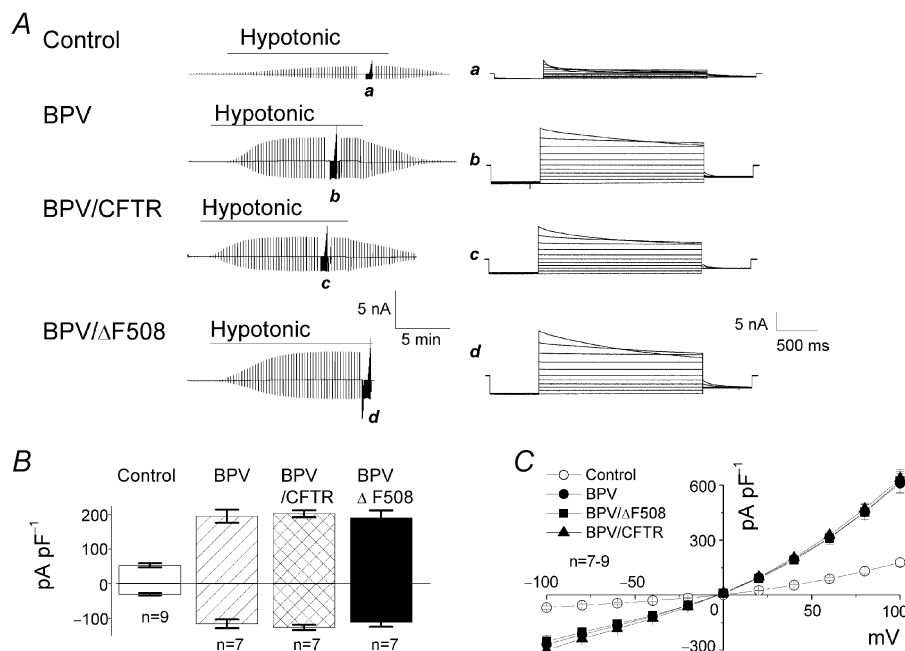 A
Control
Hypotonic
a
a
BPV
Hypotonic
b
b
BPV/CFTR
Hypotonic
c
c
5 nA
5 min
BPV/ΔF508
Hypotonic
d
d
5 nA
500 ms
B
Control
BPV
BPV
/CFTR
BPV
Δ F508
pA pF⁻¹
200
100
0
−100
n=9
n=7
n=7
n=7
C
Control
BPV
BPV/ΔF508
BPV/CFTR
n=7-9
pA pF⁻¹
600
300
0
−300
-100
-50
50
100
mV